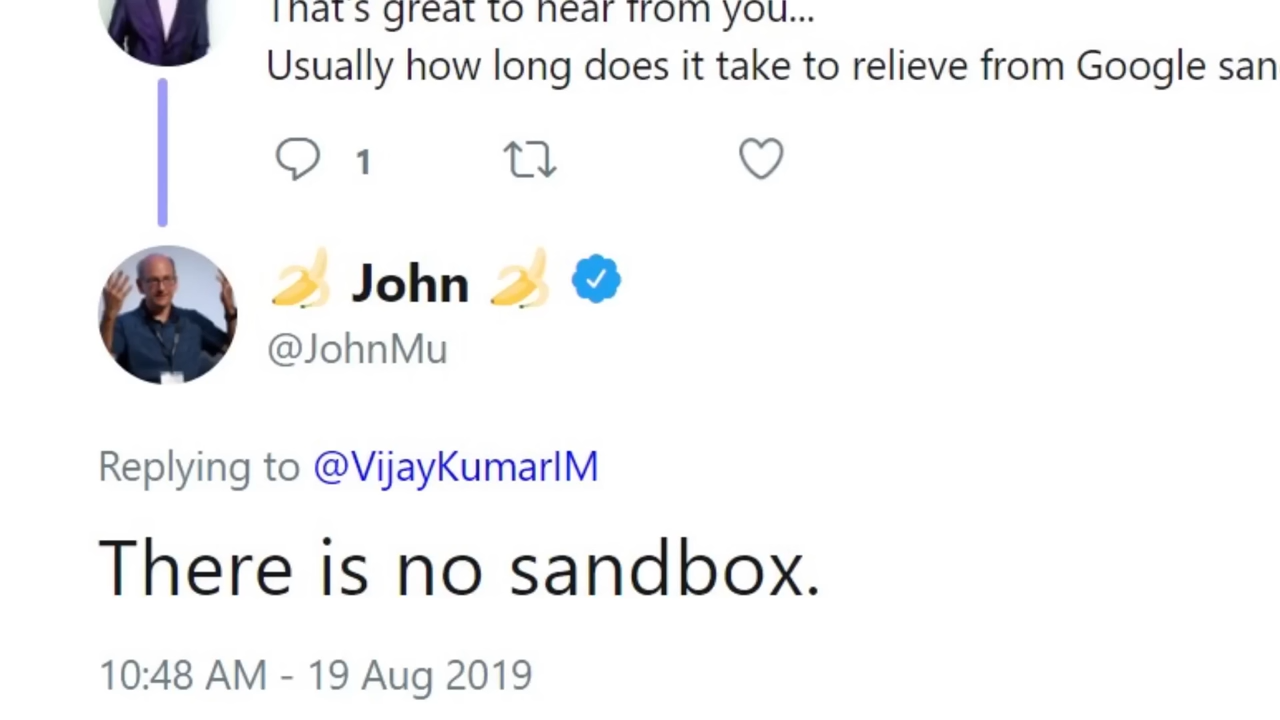 That's great to hear from you...
Usually how long does it take to relieve from Google san
1
🍌 John 🍌
@JohnMu
Replying to @VijayKumarIM
There is no sandbox.
10:48 AM - 19 Aug 2019